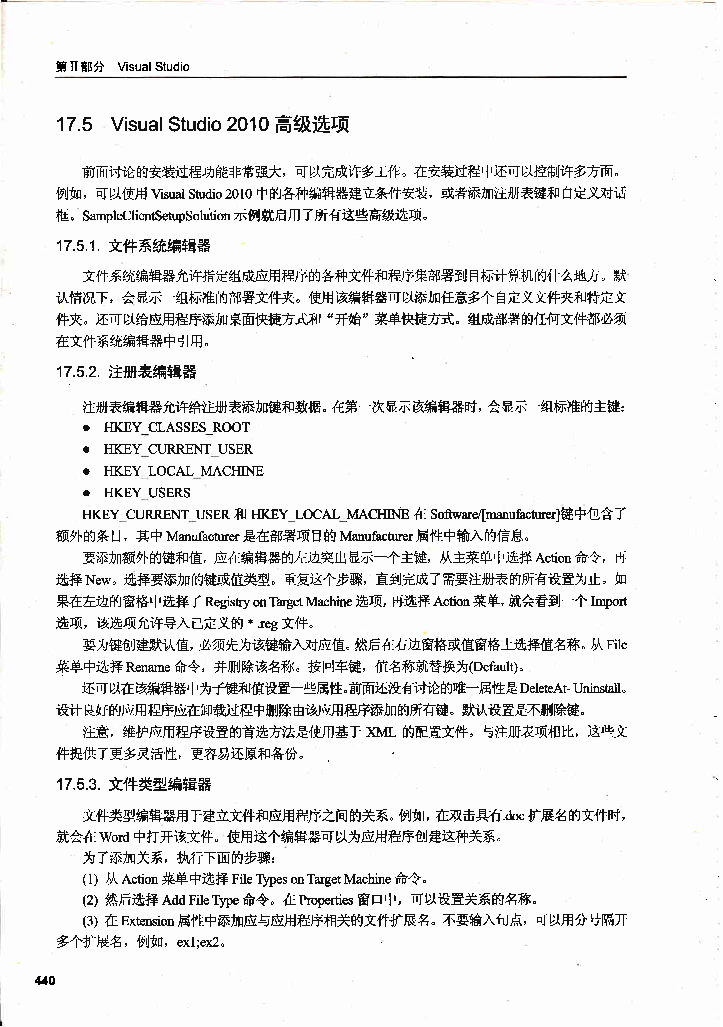 第 II 部分 Visual Studio
17.5 Visual Studio 2010 高级选项
前面讨论的安装过程功能非常强大，可以完成许多工作。在安装过程中还可以控制许多方面。
例如，可以使用 Visual Studio 2010 中的各种编辑器建立条件安装，或者添加注册表键和自定义对话
框。SampleClientSetupSolution 示例就启用了所有这些高级选项。
17.5.1. 文件系统编辑器
文件系统编辑器允许指定组成应用程序的各种文件和程序集部署到目标计算机的什么地方。默
认情况下，会显示一组标准的部署文件夹。使用该编辑器可以添加任意多个自定义文件夹和特定文
件夹。还可以给应用程序添加桌面快捷方式和“开始”菜单快捷方式。组成部署的任何文件都必须
在文件系统编辑器中引用。
17.5.2. 注册表编辑器
注册表编辑器允许给注册表添加键和数据。在第一次显示该编辑器时，会显示一组标准的主键：
● HKEY_CLASSES_ROOT
● HKEY_CURRENT_USER
● HKEY_LOCAL_MACHINE
● HKEY_USERS
HKEY_CURRENT_USER 和 HKEY_LOCAL_MACHINE 在 Software/[manufacturer]键中包含了
额外的条目，其中 Manufacturer 是在部署项目的 Manufacturer 属性中输入的信息。
要添加额外的键和值，应在编辑器的左边突出显示一个主键，从主菜单中选择 Action 命令，再
选择 New。选择要添加的键或值类型。重复这个步骤，直到完成了需要注册表的所有设置为止。如
果在左边的窗格中选择了 Registry on Target Machine 选项，再选择 Action 菜单，就会看到一个 Import
选项，该选项允许导入已定义的 * .reg 文件。
要为键创建默认值，必须先为该键输入对应值。然后在右边窗格或值窗格上选择值名称。从 File
菜单中选择 Rename 命令，并删除该名称。按回车键，值名称就替换为(Default)。
还可以在该编辑器中为子键和值设置一些属性。前面还没有讨论的唯一属性是 DeleteAt- Uninstall。
设计良好的应用程序应在卸载过程中删除由该应用程序添加的所有键。默认设置是不删除键。
注意，维护应用程序设置的首选方法是使用基于 XML 的配置文件。与注册表项相比，这些文
件提供了更多灵活性，更容易还原和备份。
17.5.3. 文件类型编辑器
文件类型编辑器用于建立文件和应用程序之间的关系。例如，在双击具有.doc 扩展名的文件时，
就会在 Word 中打开该文件。使用这个编辑器可以为应用程序创建这种关系。
为了添加关系，执行下面的步骤：
(1) 从 Action 菜单中选择 File Types on Target Machine 命令。
(2) 然后选择 Add File Type 命令。在 Properties 窗口中，可以设置关系的名称。
(3) 在 Extension 属性中添加应与应用程序相关的文件扩展名。不要输入句点，可以用分号隔开
多个扩展名，例如，ex1;ex2。
440